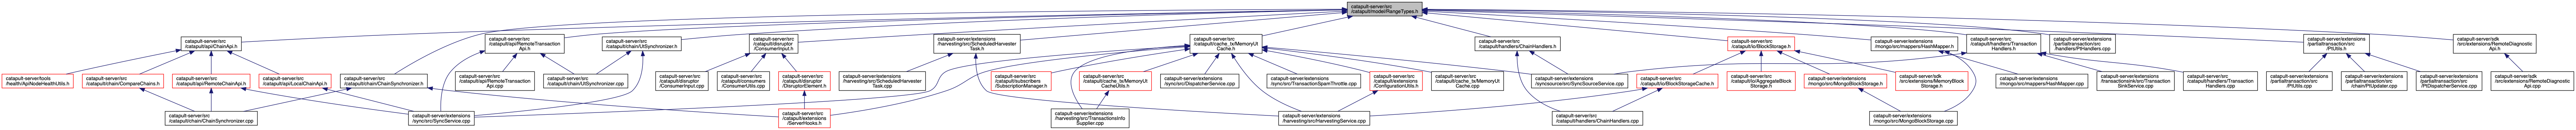 catapult-server/src
/catapult/model/RangeTypes.h
catapult-server/src
/catapult/api/ChainApi.h
catapult-server/src
/catapult/api/RemoteTransaction
Api.h
catapult-server/src
/catapult/chain/UtSynchronizer.h
catapult-server/src
/catapult/disruptor
/ConsumerInput.h
catapult-server/extensions
/harvesting/src/ScheduledHarvester
Task.h
catapult-server/src
/catapult/cache_tx/MemoryUt
Cache.h
catapult-server/src
/catapult/handlers/ChainHandlers.h
catapult-server/src
/catapult/io/BlockStorage.h
catapult-server/extensions
/mongo/src/mappers/HashMapper.h
catapult-server/src
/catapult/handlers/Transaction
Handlers.h
catapult-server/extensions
/partialtransaction/src
/handlers/PtHandlers.cpp
catapult-server/extensions
/partialtransaction/src
/PtUtils.h
catapult-server/sdk
/src/extensions/RemoteDiagnostic
Api.h
catapult-server/tools
/health/ApiNodeHealthUtils.h
catapult-server/src
/catapult/chain/CompareChains.h
catapult-server/src
/catapult/api/RemoteChainApi.h
catapult-server/src
/catapult/api/LocalChainApi.h
catapult-server/src
/catapult/chain/ChainSynchronizer.h
catapult-server/src
/catapult/api/RemoteTransaction
Api.cpp
catapult-server/src
/catapult/chain/UtSynchronizer.cpp
catapult-server/src
/catapult/disruptor
/ConsumerInput.cpp
catapult-server/src
/catapult/consumers
/ConsumerUtils.cpp
catapult-server/src
/catapult/disruptor
/DisruptorElement.h
catapult-server/extensions
/harvesting/src/ScheduledHarvester
Task.cpp
catapult-server/src
/catapult/subscribers
/SubscriptionManager.h
catapult-server/src
/catapult/cache_tx/MemoryUt
CacheUtils.h
catapult-server/extensions
/sync/src/DispatcherService.cpp
catapult-server/extensions
/sync/src/TransactionSpamThrottle.cpp
catapult-server/src
/catapult/extensions
/ConfigurationUtils.h
catapult-server/src
/catapult/cache_tx/MemoryUt
Cache.cpp
catapult-server/extensions
/syncsource/src/SyncSourceService.cpp
catapult-server/src
/catapult/io/BlockStorageCache.h
catapult-server/src
/catapult/io/AggregateBlock
Storage.h
catapult-server/extensions
/mongo/src/MongoBlockStorage.h
catapult-server/sdk
/src/extensions/MemoryBlock
Storage.h
catapult-server/extensions
/mongo/src/mappers/HashMapper.cpp
catapult-server/extensions
/transactionsink/src/Transaction
SinkService.cpp
catapult-server/src
/catapult/handlers/Transaction
Handlers.cpp
catapult-server/extensions
/partialtransaction/src
/PtUtils.cpp
catapult-server/extensions
/partialtransaction/src
/chain/PtUpdater.cpp
catapult-server/extensions
/partialtransaction/src
/PtDispatcherService.cpp
catapult-server/sdk
/src/extensions/RemoteDiagnostic
Api.cpp
catapult-server/src
/catapult/chain/ChainSynchronizer.cpp
catapult-server/extensions
/sync/src/SyncService.cpp
catapult-server/src
/catapult/extensions
/ServerHooks.h
catapult-server/extensions
/harvesting/src/TransactionsInfo
Supplier.cpp
catapult-server/extensions
/harvesting/src/HarvestingService.cpp
catapult-server/src
/catapult/handlers/ChainHandlers.cpp
catapult-server/extensions
/mongo/src/MongoBlockStorage.cpp